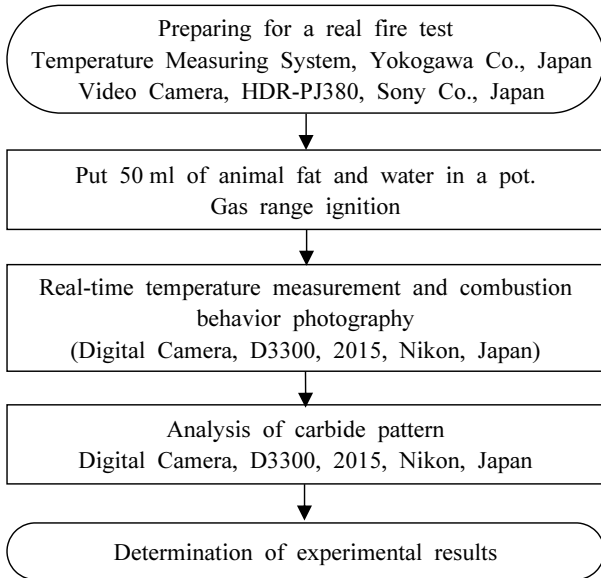 Preparing for a real fire test
Temperature Measuring System, Yokogawa Co., Japan
Video Camera, HDR-PJ380, Sony Co., Japan
Put 50 ml of animal fat and water in a pot.
Gas range ignition
Real-time temperature measurement and combustion
behavior photography
(Digital Camera, D3300, 2015, Nikon, Japan)
Analysis of carbide pattern
Digital Camera, D3300, 2015, Nikon, Japan
Determination of experimental results